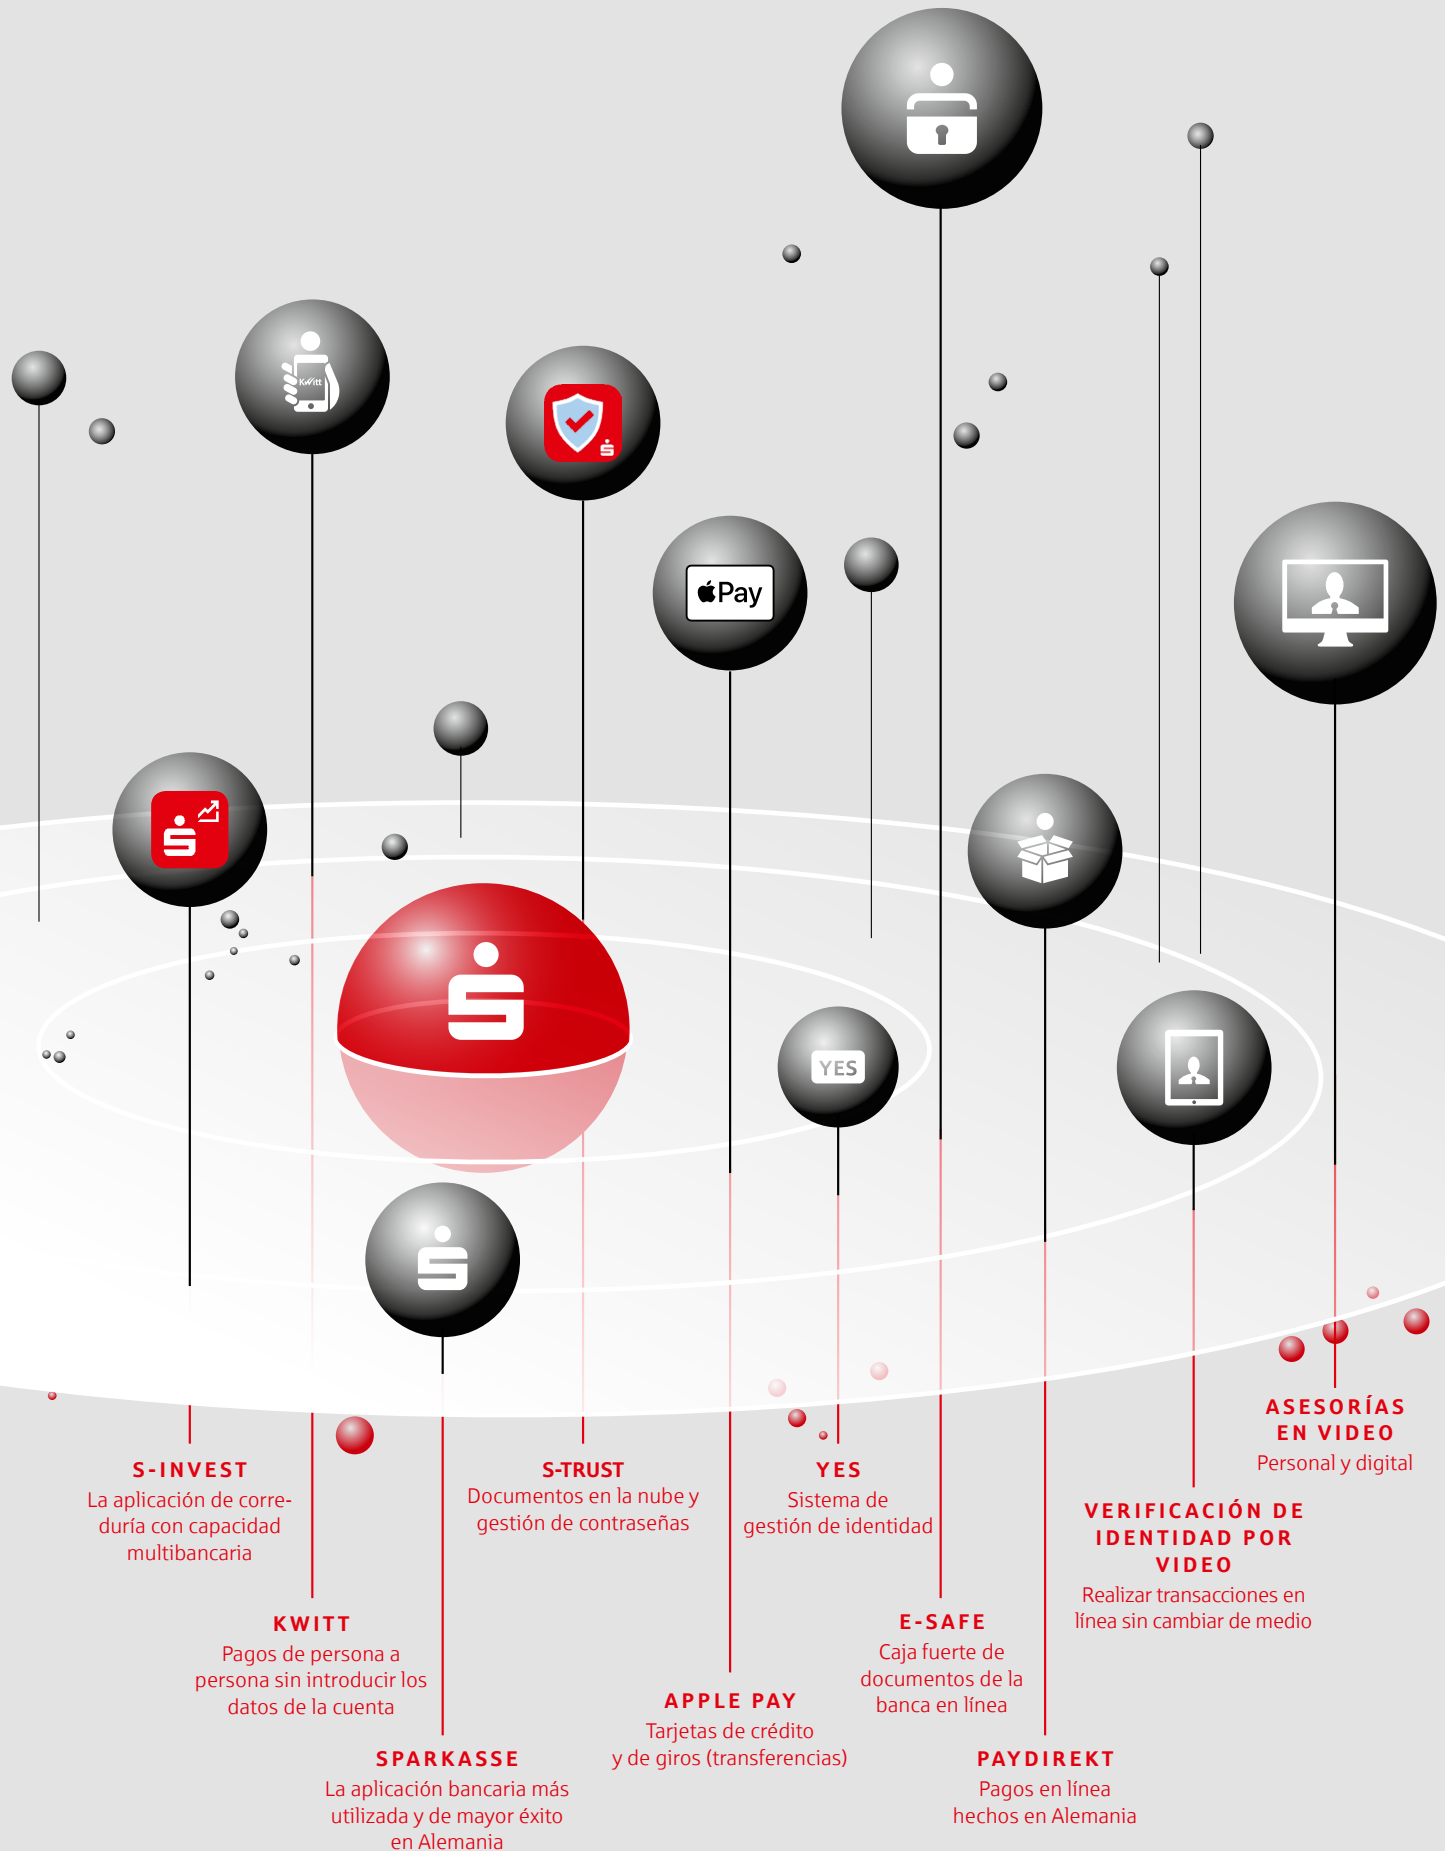 KWitt
Pay
YES
S-INVEST
La aplicación de corre-
duría con capacidad
multibancaria
KWITT
Pagos de persona a
persona sin introducir los
datos de la cuenta
SPARKASSE
La aplicación bancaria más
utilizada y de mayor éxito
en Alemania
S-TRUST
Documentos en la nube y
gestión de contraseñas
APPLE PAY
Tarjetas de crédito
y de giros (transferencias)
YES
Sistema de
gestión de identidad
E-SAFE
Caja fuerte de
documentos de la
banca en línea
PAYDIREKT
Pagos en línea
hechos en Alemania
VERIFICACIÓN DE
IDENTIDAD POR
VIDEO
Realizar transacciones en
línea sin cambiar de medio
ASESORÍAS
EN VIDEO
Personal y digital